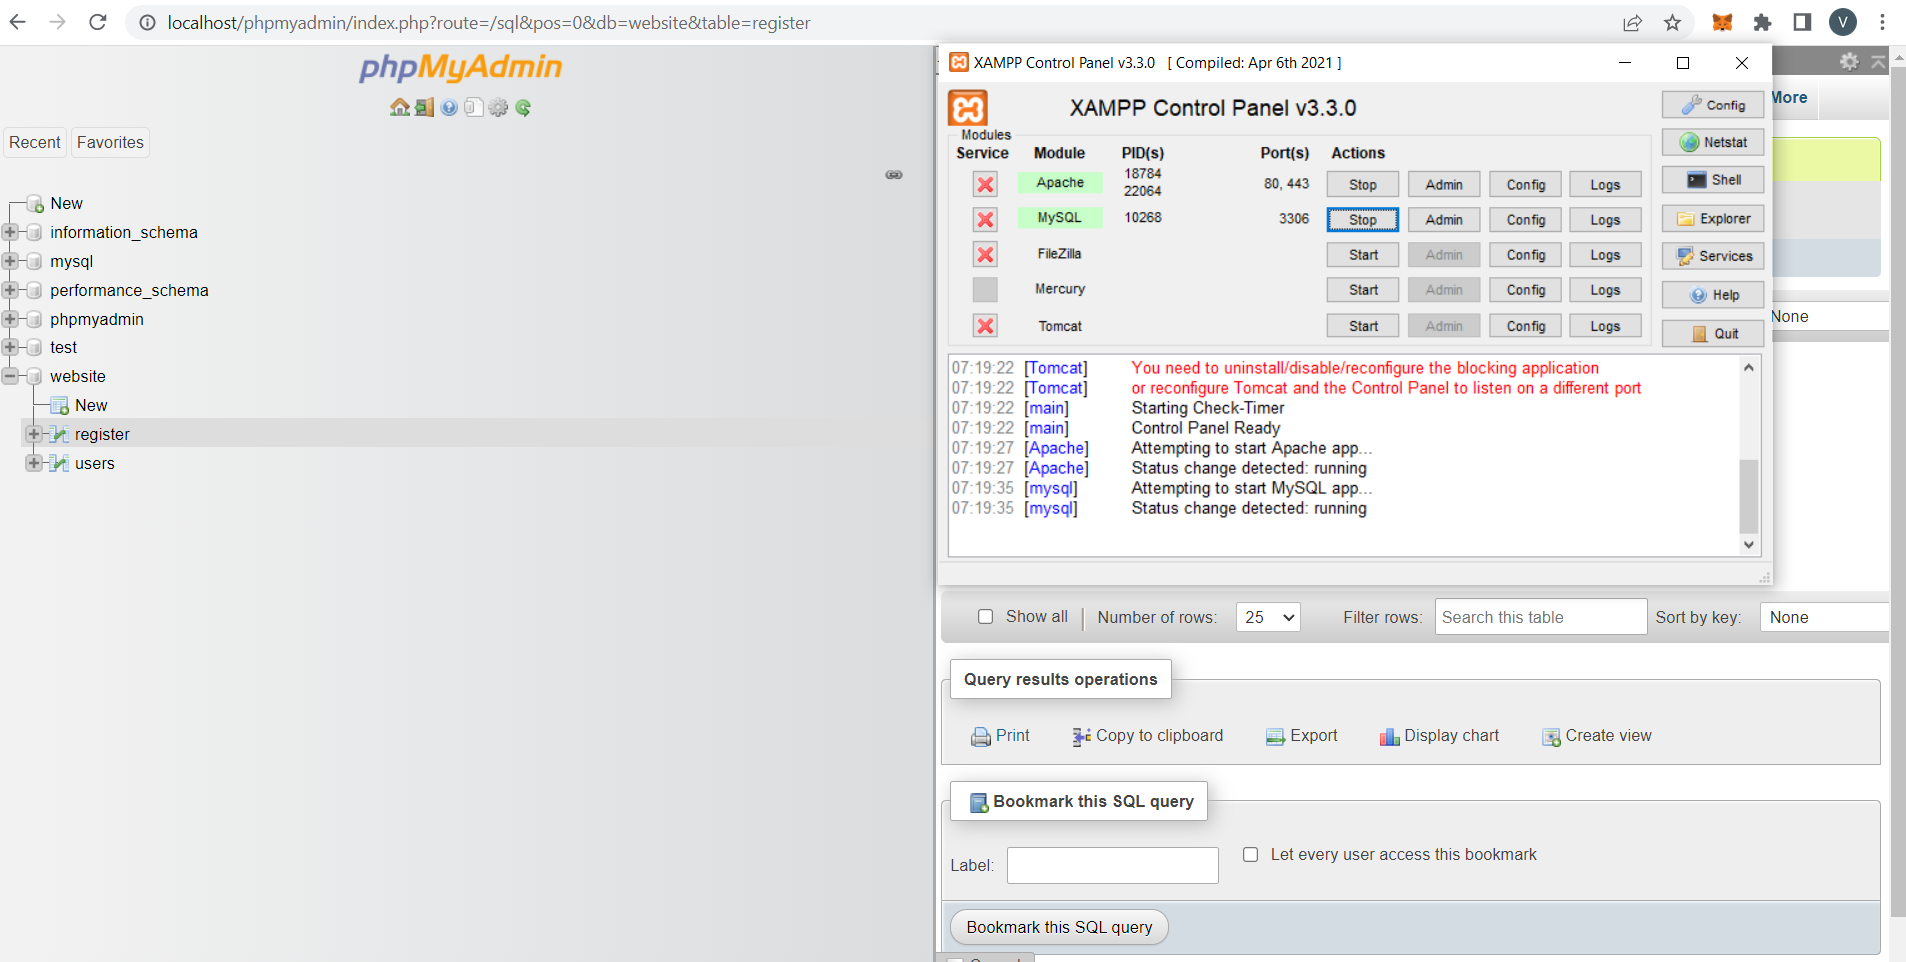 localhost/phpmyadmin/index.php?route=/sql&pos=0&db=website&table=register
V
phpMyAdmin
Recent
Favorites
New
information_schema
mysql
performance_schema
phpmyadmin
test
website
New
register
users
XAMPP Control Panel v3.3.0 [ Compiled: Apr 6th 2021 ]
XAMPP Control Panel v3.3.0
Modules
Service Module PID(s) Port(s) Actions
Apache 18784 22064 80, 443 Stop Admin Config Logs
MySQL 10268 3306 Stop Admin Config Logs
FileZilla Start Admin Config Logs
Mercury Start Admin Config Logs
Tomcat Start Admin Config Logs
Config
Netstat
Shell
Explorer
Services
Help
Quit
07:19:22 [Tomcat] You need to uninstall/disable/reconfigure the blocking application
07:19:22 [Tomcat] or reconfigure Tomcat and the Control Panel to listen on a different port
07:19:22 [main] Starting Check-Timer
07:19:22 [main] Control Panel Ready
07:19:27 [Apache] Attempting to start Apache app...
07:19:27 [Apache] Status change detected: running
07:19:35 [mysql] Attempting to start MySQL app...
07:19:35 [mysql] Status change detected: running
More
None
Show all Number of rows: 25 Filter rows: Search this table Sort by key: None
Query results operations
Print Copy to clipboard Export Display chart Create view
Bookmark this SQL query
Label: Let every user access this bookmark
Bookmark this SQL query